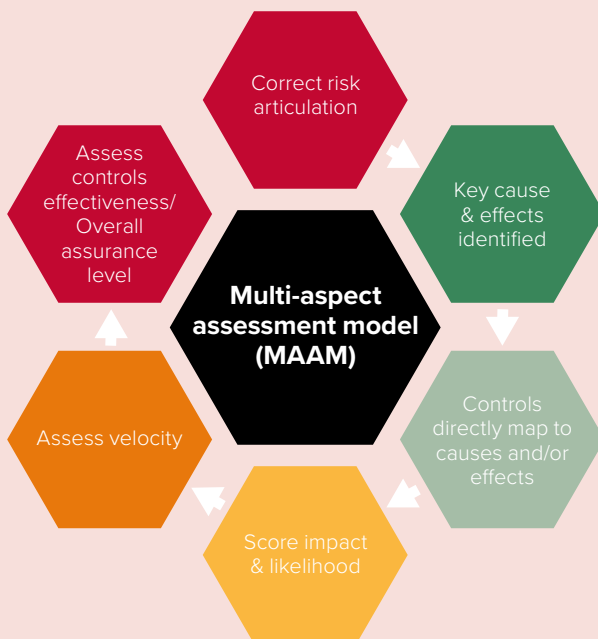 Correct risk
articulation
Key cause
& effects
identified
Controls
directly map to
causes and/or
effects
Score impact
& likelihood
Assess velocity
Assess
controls
effectiveness/
Overall
assurance
level
Multi-aspect
assessment model
(MAAM)